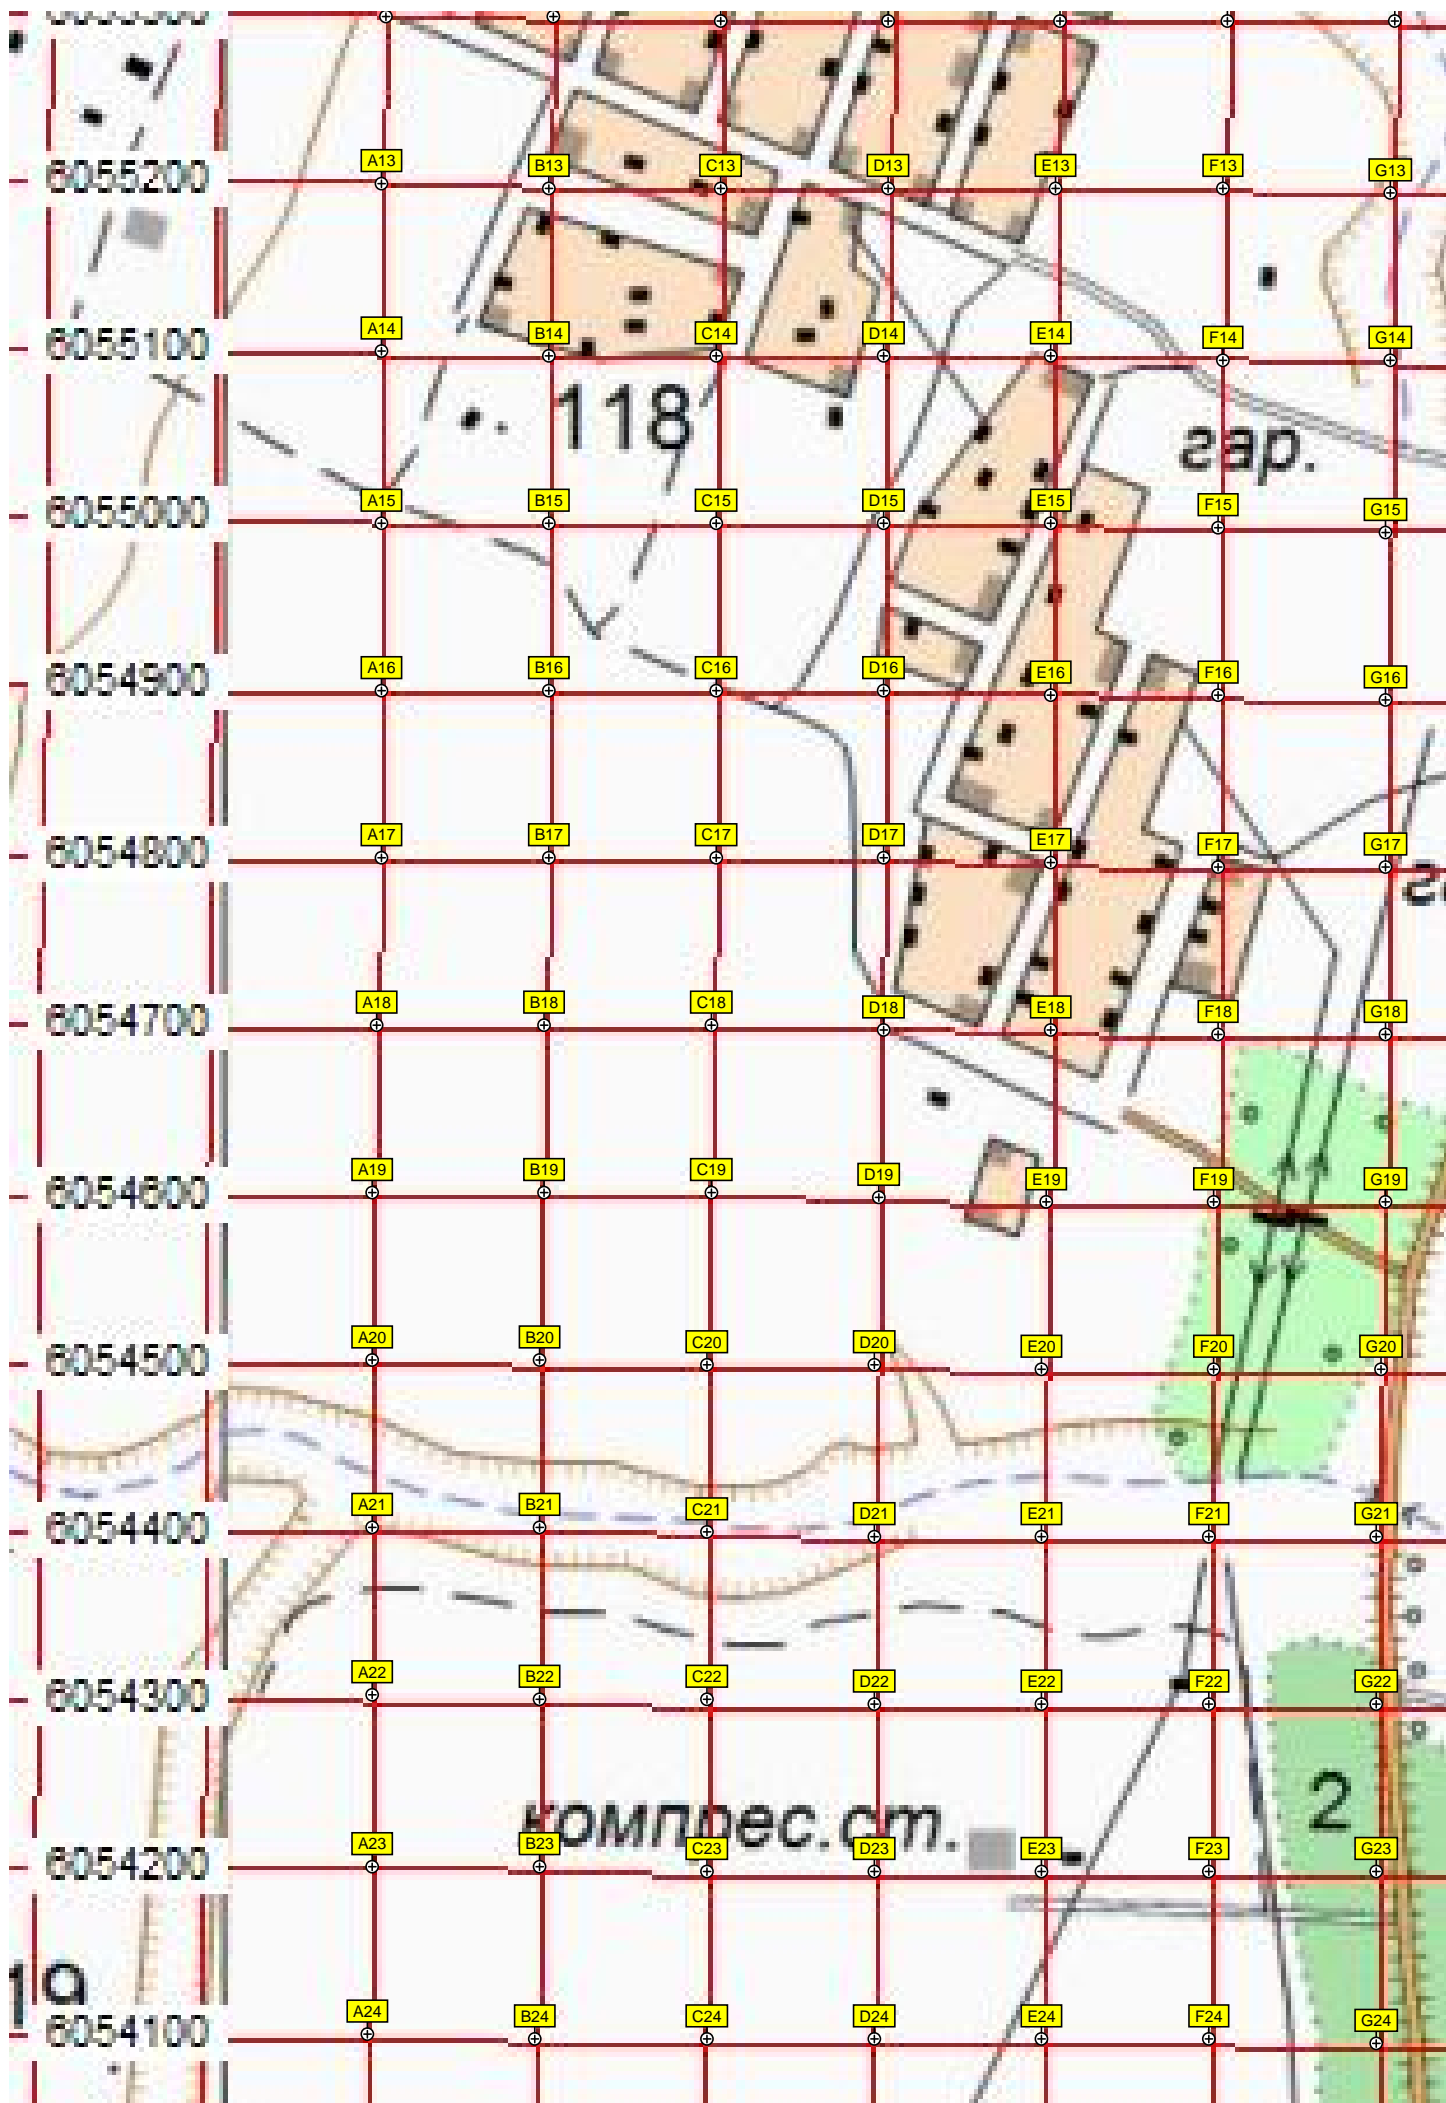 A13 B13 C13 D13 E13 F13 G13
6055200
A14 B14 C14 D14 E14 F14 G14
6055100
118
гар.
A15 B15 C15 D15 E15 F15 G15
6055000
A16 B16 C16 D16 E16 F16 G16
6054900
A17 B17 C17 D17 E17 F17 G17
6054800
A18 B18 C18 D18 E18 F18 G18
6054700
A19 B19 C19 D19 E19 F19 G19
6054600
A20 B20 C20 D20 E20 F20 G20
6054500
A21 B21 C21 D21 E21 F21 G21
6054400
A22 B22 C22 D22 E22 F22 G22
6054300
2
компрес.ст.
A23 B23 C23 D23 E23 F23 G23
6054200
19
A24 B24 C24 D24 E24 F24 G24
6054100